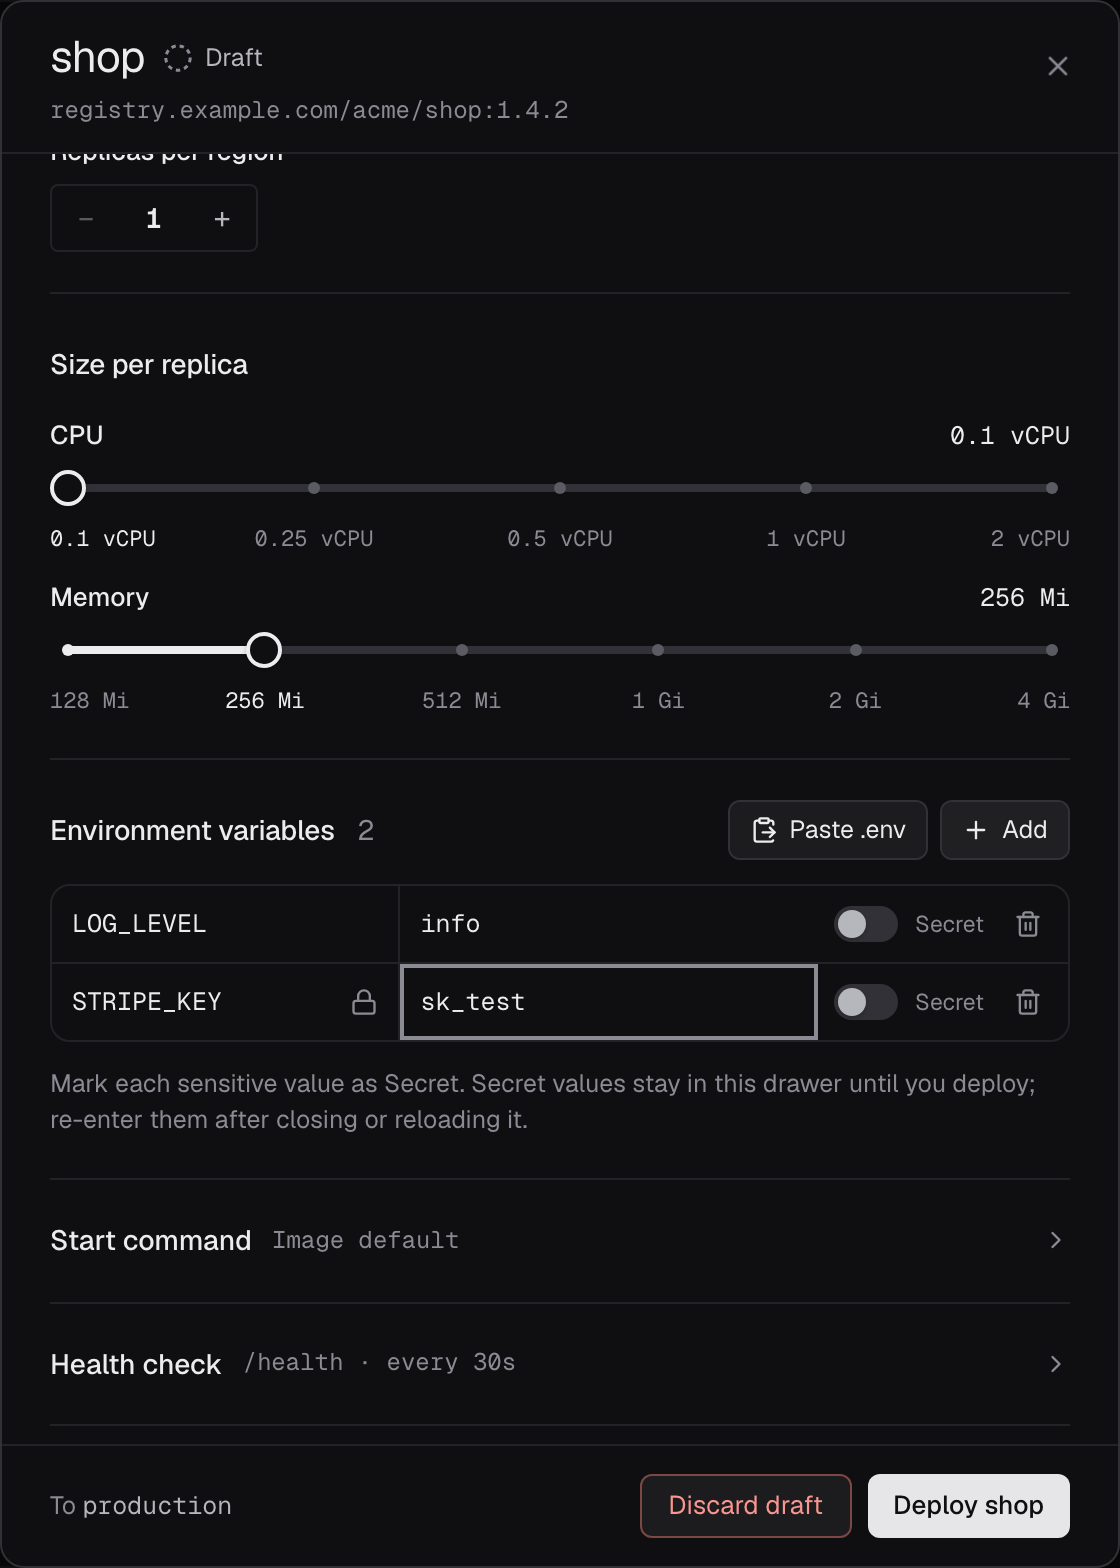 shop Draft
registry.example.com/acme/shop:1.4.2
Replicas per region
− 1 +
Size per replica
CPU 0.1 vCPU
0.1 vCPU 0.25 vCPU 0.5 vCPU 1 vCPU 2 vCPU
Memory 256 Mi
128 Mi 256 Mi 512 Mi 1 Gi 2 Gi 4 Gi
Environment variables 2 Paste .env + Add
LOG_LEVEL info Secret
STRIPE_KEY sk_test Secret
Mark each sensitive value as Secret. Secret values stay in this drawer until you deploy;
re-enter them after closing or reloading it.
Start command Image default
Health check /health · every 30s
To production Discard draft Deploy shop